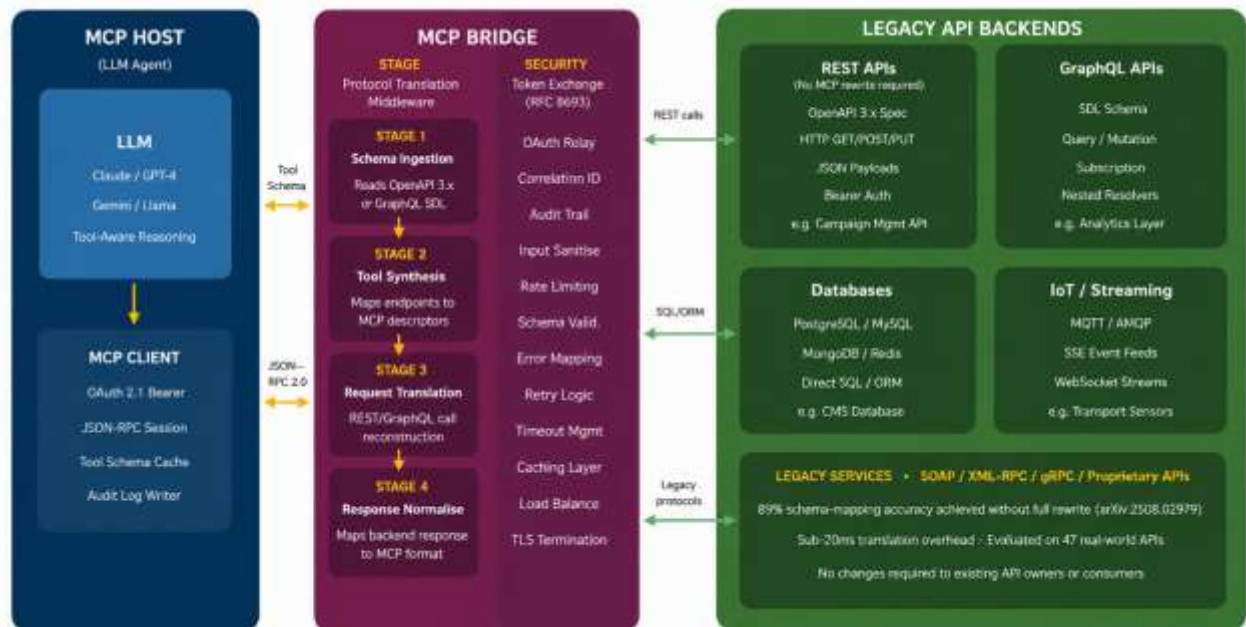 MCP HOST
(LLM Agent)
LLM
Claude / GPT-4
Gemini / Llama
Tool-Aware Reasoning
MCP CLIENT
OAuth 2.1 Bearer
JSON-RPC Session
Tool Schema Cache
Audit Log Writer
Tool
Schema
JSON–
RPC 2.0
MCP BRIDGE
STAGE
Protocol Translation
Middleware
STAGE 1
Schema Ingestion
Reads OpenAPI 3.x
or GraphQL SDL
STAGE 2
Tool Synthesis
Maps endpoints to
MCP descriptors
STAGE 3
Request Translation
REST/GraphQL call
reconstruction
STAGE 4
Response Normalise
Maps backend response
to MCP format
SECURITY
Token Exchange
(RFC 8693)
OAuth Relay
Correlation ID
Audit Trail
Input Sanitise
Rate Limiting
Schema Valid.
Error Mapping
Retry Logic
Timeout Mgmt
Caching Layer
Load Balance
TLS Termination
REST calls
SQL/ORM
Legacy
protocols
LEGACY API BACKENDS
REST APIs
(No MCP rewrite required)
OpenAPI 3.x Spec
HTTP GET/POST/PUT
JSON Payloads
Bearer Auth
e.g. Campaign Mgmt API
GraphQL APIs
SDL Schema
Query / Mutation
Subscription
Nested Resolvers
e.g. Analytics Layer
Databases
PostgreSQL / MySQL
MongoDB / Redis
Direct SQL / ORM
e.g. CMS Database
IoT / Streaming
MQTT / AMQP
SSE Event Feeds
WebSocket Streams
e.g. Transport Sensors
LEGACY SERVICES • SOAP / XML-RPC / gRPC / Proprietary APIs
89% schema-mapping accuracy achieved without full rewrite (arXiv:2508.02979)
Sub-20ms translation overhead · Evaluated on 47 real-world APIs
No changes required to existing API owners or consumers